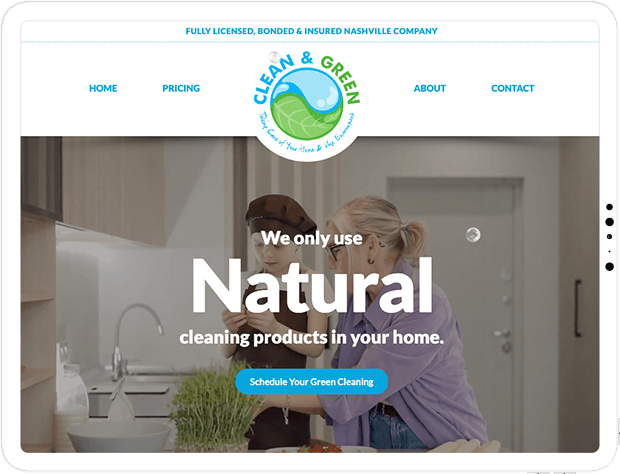 FULLY LICENSED, BONDED & INSURED NASHVILLE COMPANY
HOME
PRICING
CLEAN & GREEN
Taking Care of Your Home & the Environment
ABOUT
CONTACT
We only use
Natural
cleaning products in your home.
Schedule Your Green Cleaning